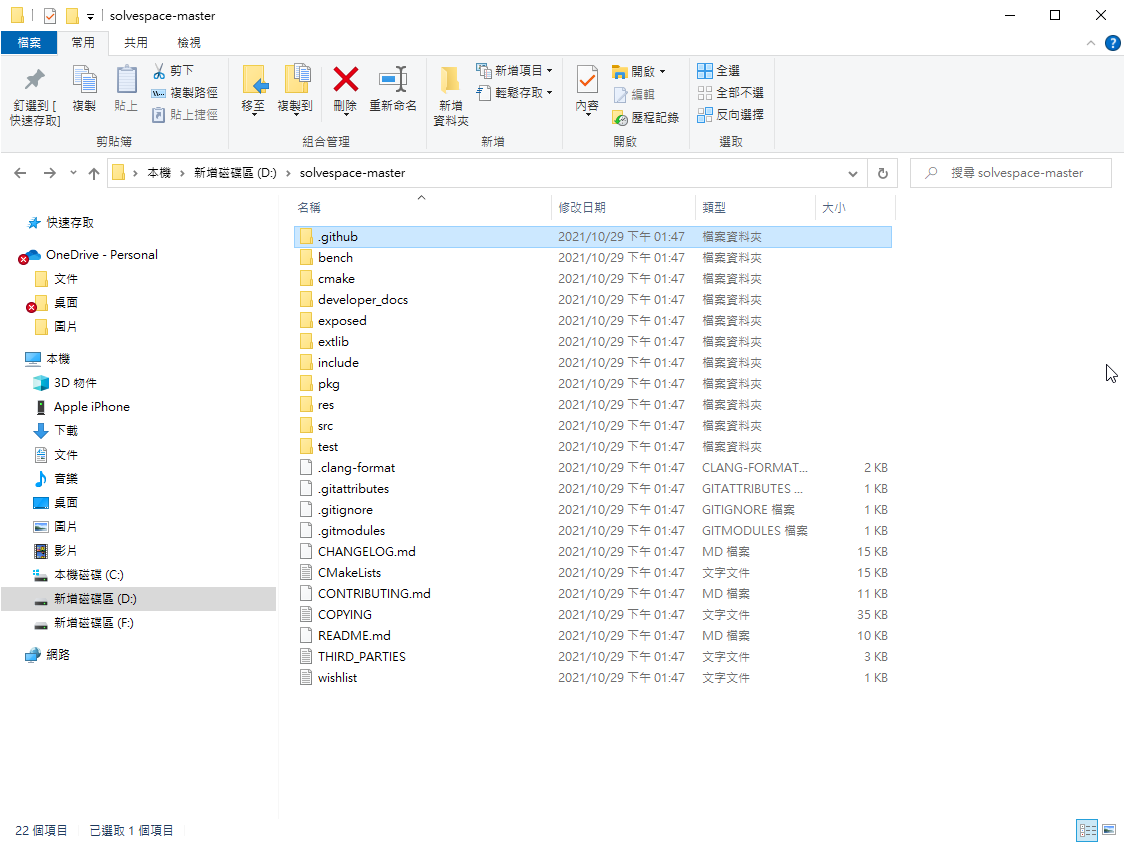 solvespace-master
檔案 常用 共用 檢視
釘選到 [
快速存取]
複製
貼上
剪下
複製路徑
貼上捷徑
剪貼簿
移至
複製到
刪除
重新命名
組合管理
新增
資料夾
新增項目
輕鬆存取
新增
內容
開啟
編輯
歷程記錄
開啟
全選
全部不選
反向選擇
選取
本機 › 新增磁碟區 (D:) › solvespace-master
搜尋 solvespace-master
快速存取
OneDrive - Personal
文件
桌面
圖片
本機
3D 物件
Apple iPhone
下載
文件
音樂
桌面
圖片
影片
本機磁碟 (C:)
新增磁碟區 (D:)
新增磁碟區 (F:)
網路
名稱 修改日期 類型 大小
.github 2021/10/29 下午 01:47 檔案資料夾
bench 2021/10/29 下午 01:47 檔案資料夾
cmake 2021/10/29 下午 01:47 檔案資料夾
developer_docs 2021/10/29 下午 01:47 檔案資料夾
exposed 2021/10/29 下午 01:47 檔案資料夾
extlib 2021/10/29 下午 01:47 檔案資料夾
include 2021/10/29 下午 01:47 檔案資料夾
pkg 2021/10/29 下午 01:47 檔案資料夾
res 2021/10/29 下午 01:47 檔案資料夾
src 2021/10/29 下午 01:47 檔案資料夾
test 2021/10/29 下午 01:47 檔案資料夾
.clang-format 2021/10/29 下午 01:47 CLANG-FORMAT... 2 KB
.gitattributes 2021/10/29 下午 01:47 GITATTRIBUTES ... 1 KB
.gitignore 2021/10/29 下午 01:47 GITIGNORE 檔案 1 KB
.gitmodules 2021/10/29 下午 01:47 GITMODULES 檔案 1 KB
CHANGELOG.md 2021/10/29 下午 01:47 MD 檔案 15 KB
CMakeLists 2021/10/29 下午 01:47 文字文件 15 KB
CONTRIBUTING.md 2021/10/29 下午 01:47 MD 檔案 11 KB
COPYING 2021/10/29 下午 01:47 文字文件 35 KB
README.md 2021/10/29 下午 01:47 MD 檔案 10 KB
THIRD_PARTIES 2021/10/29 下午 01:47 文字文件 3 KB
wishlist 2021/10/29 下午 01:47 文字文件 1 KB
22 個項目 已選取 1 個項目